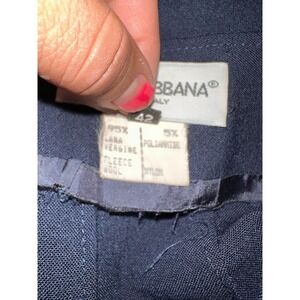 BBANA®
ALY
42
95% 5%
LANA POLIAMMIDE
VERGINE
FLEECE NYLON
WOOL